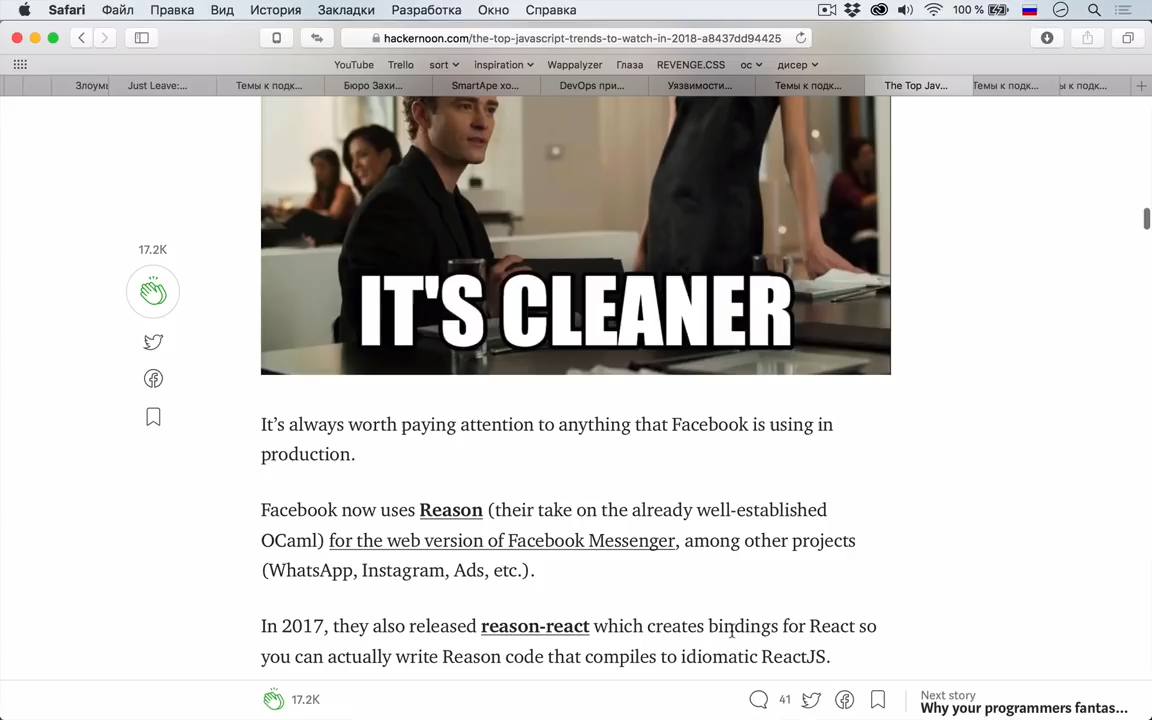 Safari Файл Правка Вид История Закладки Разработка Окно Справка 100 %
hackernoon.com/the-top-javascript-trends-to-watch-in-2018-a8437dd94425
YouTube Trello sort inspiration Wappalyzer Глаза REVENGE.CSS ос дисер
Злоумы Just Leave:... Темы к подк... Бюро Захи... SmartApe хо... DevOps при... Уязвимости... Темы к подк... The Top Jav... Темы к подк... ы к подк...
IT'S CLEANER
17.2K
It’s always worth paying attention to anything that Facebook is using in
production.
Facebook now uses Reason (their take on the already well-established
OCaml) for the web version of Facebook Messenger, among other projects
(WhatsApp, Instagram, Ads, etc.).
In 2017, they also released reason-react which creates bindings for React so
you can actually write Reason code that compiles to idiomatic ReactJS.
17.2K 41
Next story
Why your programmers fantas...